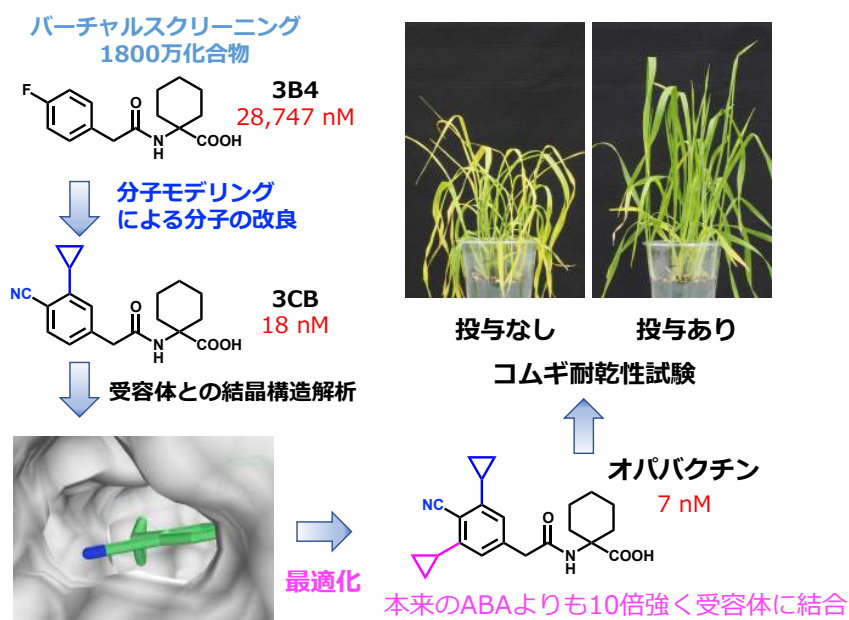 バーチャルスクリーニング
1800万化合物
F
O
N
H
COOH
3B4
28,747 nM
分子モデリング
による分子の改良
NC
O
N
H
COOH
3CB
18 nM
受容体との結晶構造解析
最適化
NC
O
N
H
COOH
オパバクチン
7 nM
本来のABAよりも10倍強く受容体に結合
投与なし
投与あり
コムギ耐乾性試験